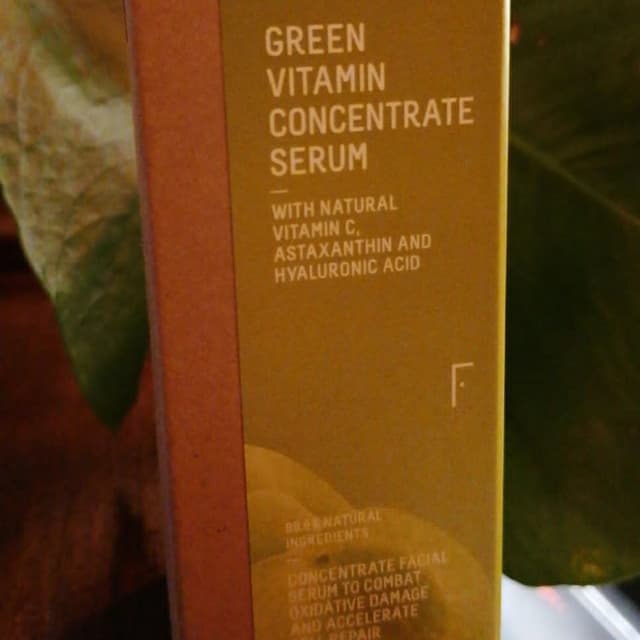 GREEN
VITAMIN
CONCENTRATE
SERUM
WITH NATURAL
VITAMIN C,
ASTAXANTHIN AND
HYALURONIC ACID
F
NATURAL
INGREDIENTS
CONCENTRATE FACIAL
SERUM TO COMBAT
OXIDATIVE DAMAGE
AND ACCELERATE
REPAIR